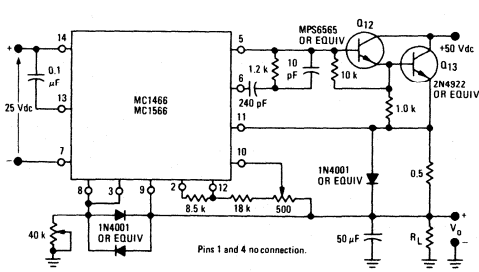 14
5
MPS6565
OR EQUIV
Q12
+
0.1
μF
1.2 k
10
pF
10 k
+50 Vdc
Q13
6
240 pF
2N4922
OR EQUIV
25 Vdc
MC1466
MC1566
13
1.0 k
11
7
10
1N4001
OR EQUIV
0.5
8
3
9
2
12
8.5 k
18 k
500
40 k
1N4001
OR EQUIV
Pins 1 and 4 no connection.
50 μF
RL
+
Vo